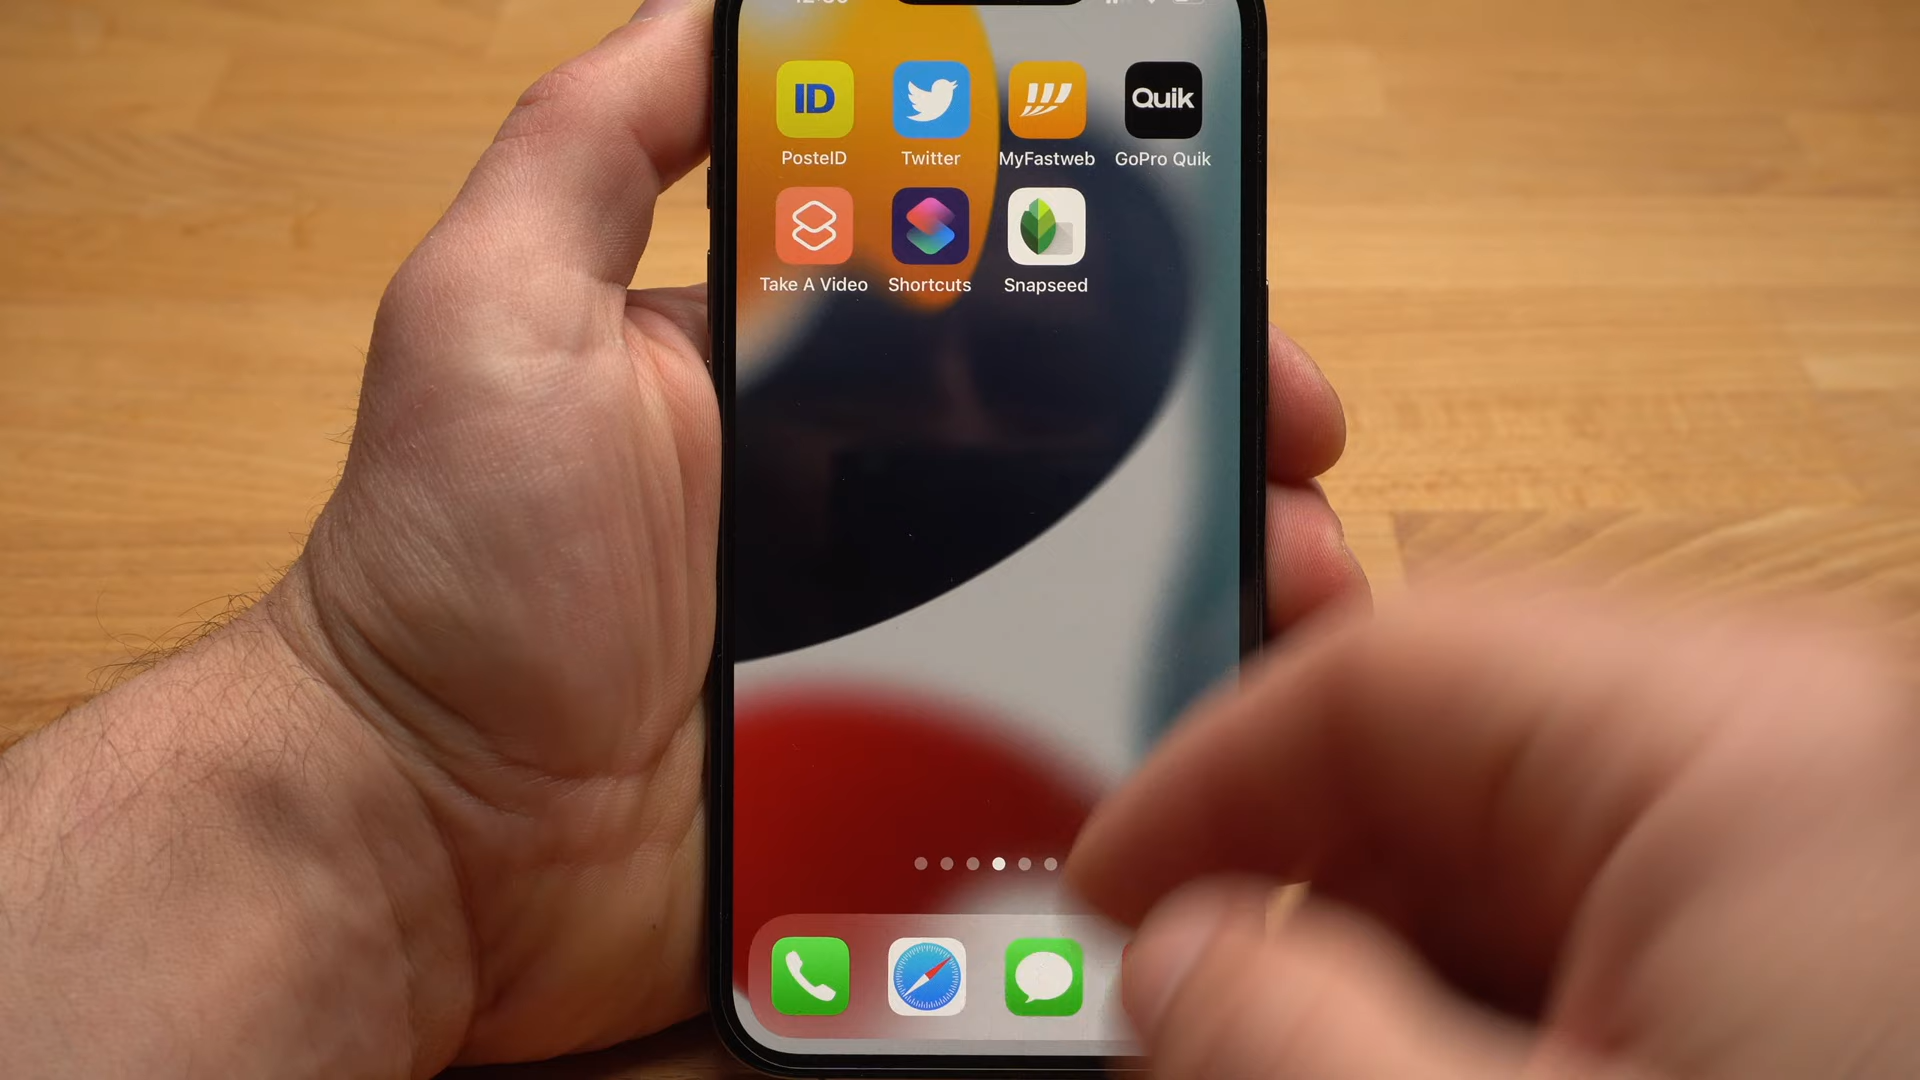 ID
Quik
PosteID Twitter MyFastweb GoPro Quik
Take A Video Shortcuts Snapseed